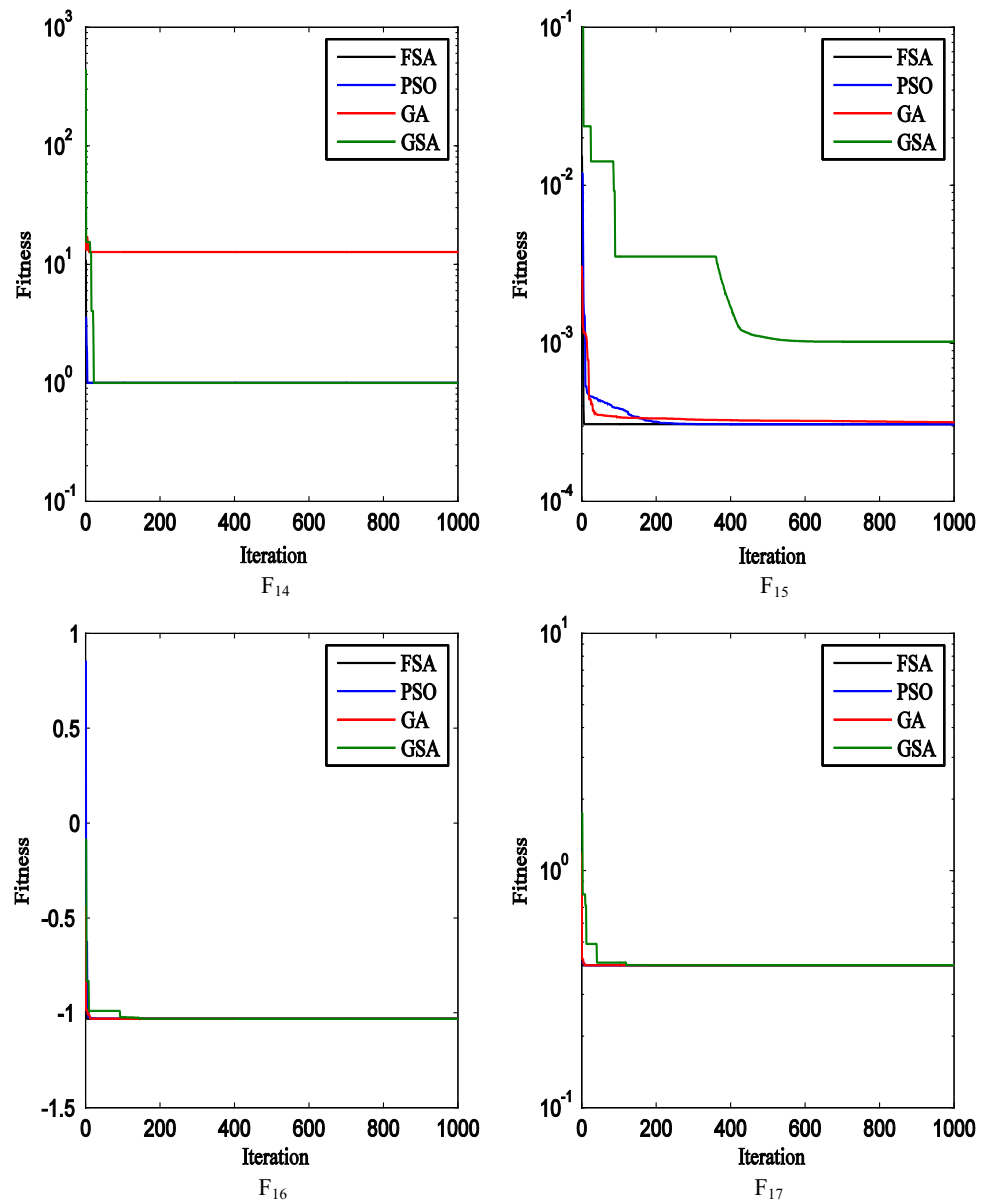 10^3
10^2
10^1
10^0
10^-1
Fitness
FSA
PSO
GA
GSA
0 200 400 600 800 1000
Iteration
F_14
10^-1
10^-2
10^-3
10^-4
Fitness
FSA
PSO
GA
GSA
0 200 400 600 800 1000
Iteration
F_15
1
0.5
0
-0.5
-1
-1.5
Fitness
FSA
PSO
GA
GSA
0 200 400 600 800 1000
Iteration
F_16
10^1
10^0
10^-1
Fitness
FSA
PSO
GA
GSA
0 200 400 600 800 1000
Iteration
F_17